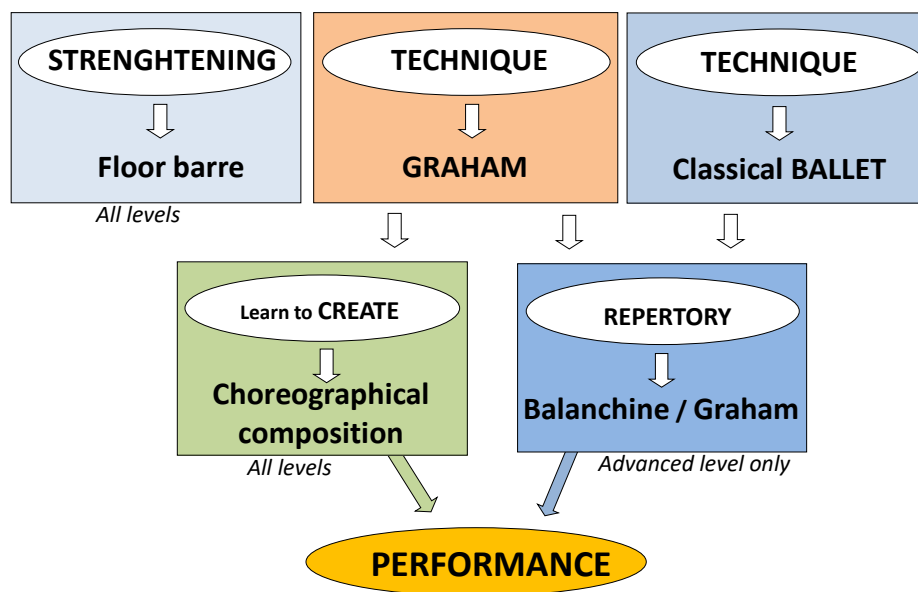 STRENGHTENING
Floor barre
All levels
TECHNIQUE
GRAHAM
TECHNIQUE
Classical BALLET
Learn to CREATE
Choreographical
composition
All levels
REPERTORY
Balanchine / Graham
Advanced level only
PERFORMANCE